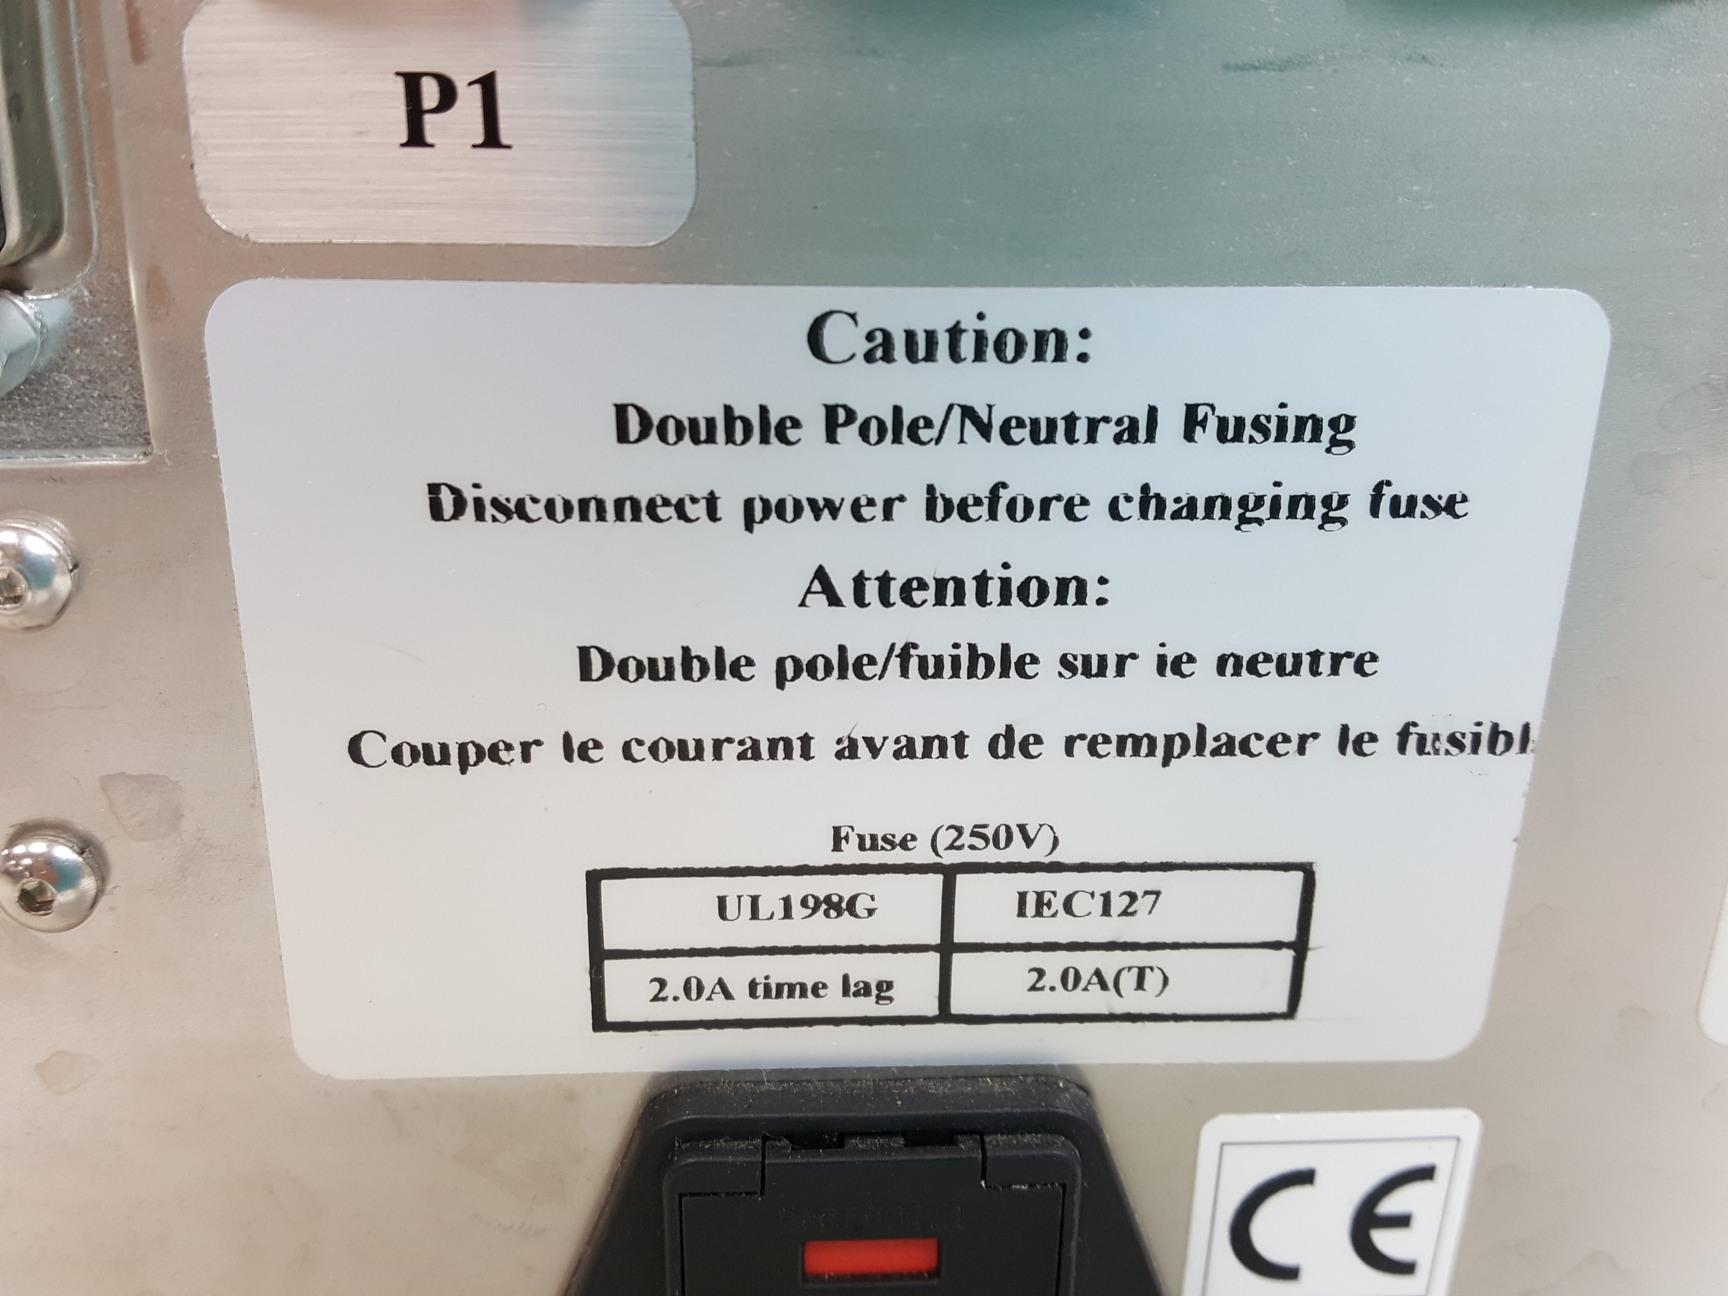 P1
Caution:
Double Pole/Neutral Fusing
Disconnect power before changing fuse
Attention:
Double pole/fuible sur ie neutre
Couper le courant avant de remplacer le fusibl
Fuse (250V)
UL198G IEC127
2.0A time lag 2.0A(T)
CE